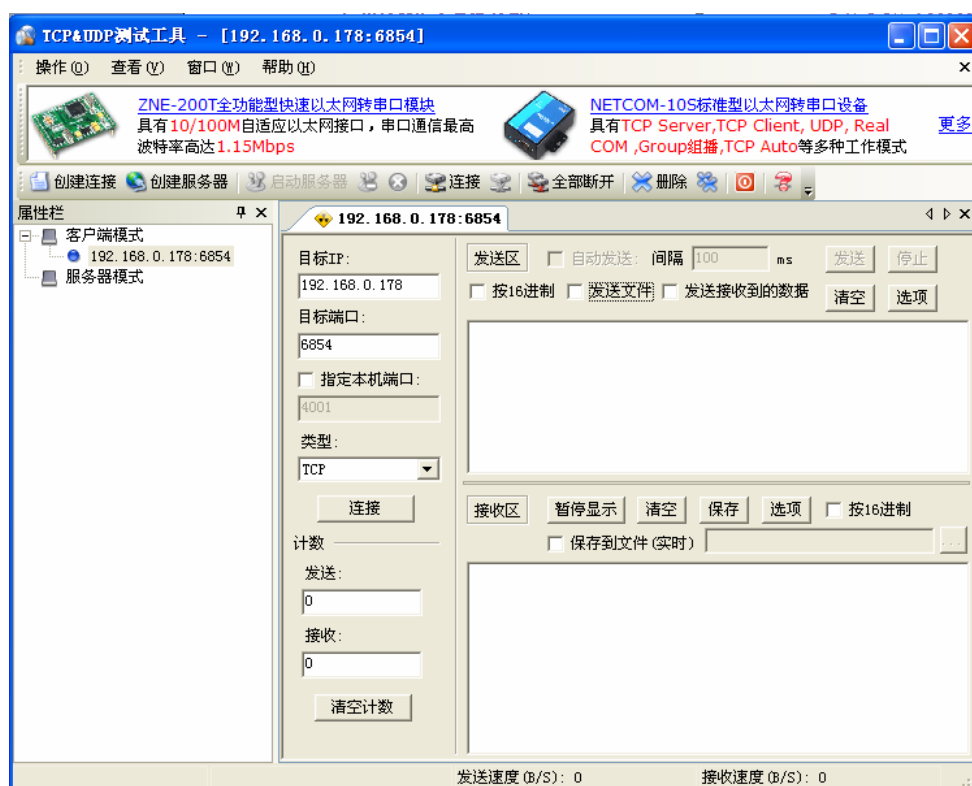 TCP&UDP测试工具 - [192.168.0.178:6854]
操作(O) 查看(V) 窗口(W) 帮助(H)
ZNE-200T全功能型快速以太网转串口模块
具有10/100M自适应以太网接口，串口通信最高
波特率高达1.15Mbps
NETCOM-10S标准型以太网转串口设备
具有TCP Server,TCP Client, UDP, Real
COM ,Group组播,TCP Auto等多种工作模式
更多
创建连接 创建服务器 启动服务器 连接 全部断开 删除
属性栏
客户端模式
192.168.0.178:6854
服务器模式
192.168.0.178:6854
目标IP:
192.168.0.178
目标端口:
6854
指定本机端口:
4001
类型:
TCP
连接
计数
发送:
0
接收:
0
清空计数
发送区 自动发送: 间隔 100 ms 发送 停止
按16进制 发送文件 发送接收到的数据 清空 选项
接收区 暂停显示 清空 保存 选项 按16进制
保存到文件(实时) ...
发送速度(B/S): 0 接收速度(B/S): 0